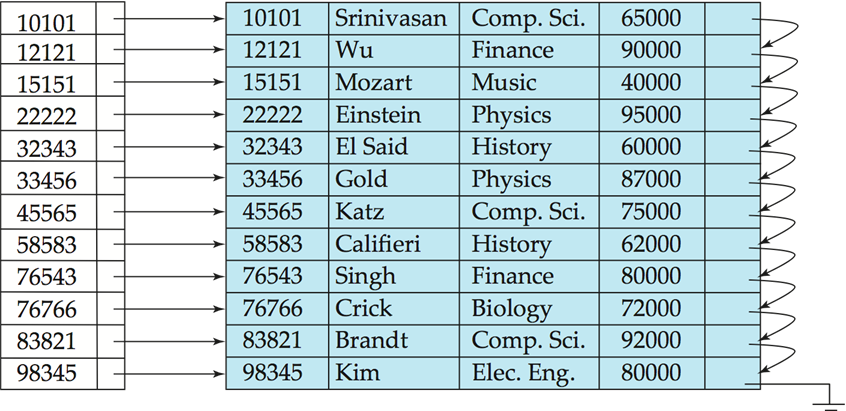 10101 10101 Srinivasan Comp. Sci. 65000
12121 12121 Wu Finance 90000
15151 15151 Mozart Music 40000
22222 22222 Einstein Physics 95000
32343 32343 El Said History 60000
33456 33456 Gold Physics 87000
45565 45565 Katz Comp. Sci. 75000
58583 58583 Califieri History 62000
76543 76543 Singh Finance 80000
76766 76766 Crick Biology 72000
83821 83821 Brandt Comp. Sci. 92000
98345 98345 Kim Elec. Eng. 80000